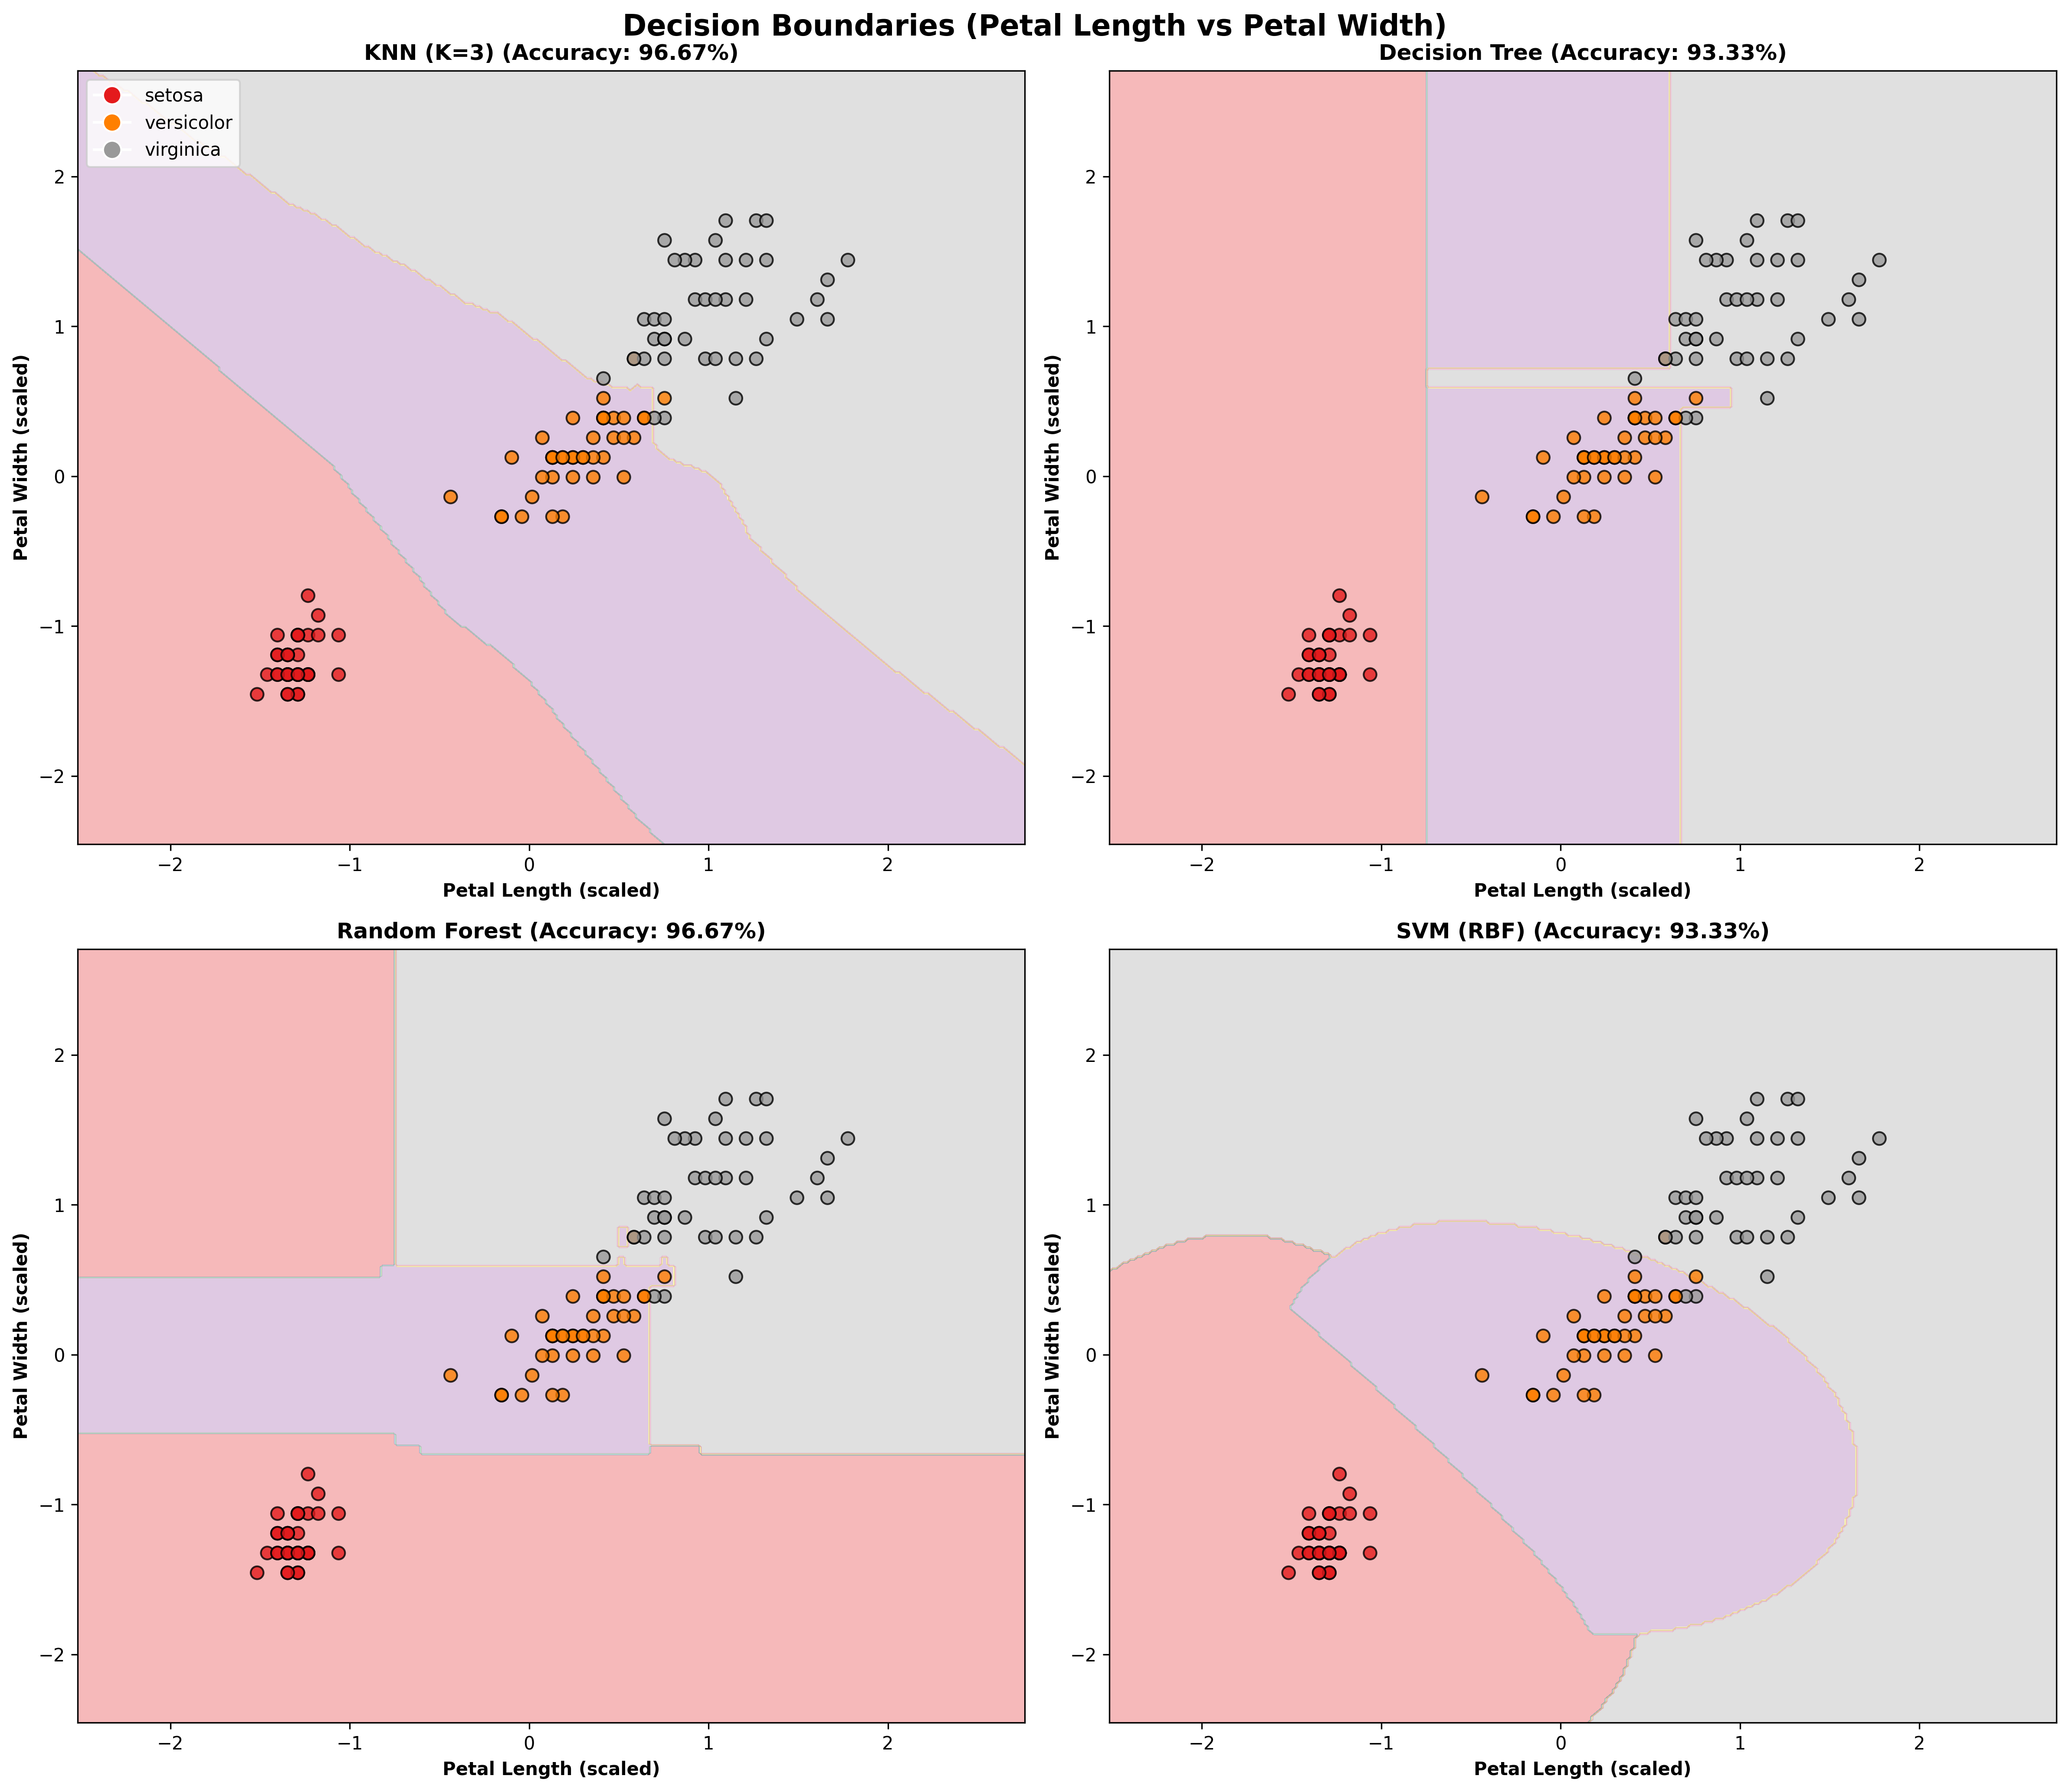 Decision Boundaries (Petal Length vs Petal Width)
KNN (K=3) (Accuracy: 96.67%)
setosa
versicolor
virginica
2
1
0
−1
−2
Petal Width (scaled)
−2 −1 0 1 2
Petal Length (scaled)
Decision Tree (Accuracy: 93.33%)
2
1
0
−1
−2
Petal Width (scaled)
−2 −1 0 1 2
Petal Length (scaled)
Random Forest (Accuracy: 96.67%)
2
1
0
−1
−2
Petal Width (scaled)
−2 −1 0 1 2
Petal Length (scaled)
SVM (RBF) (Accuracy: 93.33%)
2
1
0
−1
−2
Petal Width (scaled)
−2 −1 0 1 2
Petal Length (scaled)